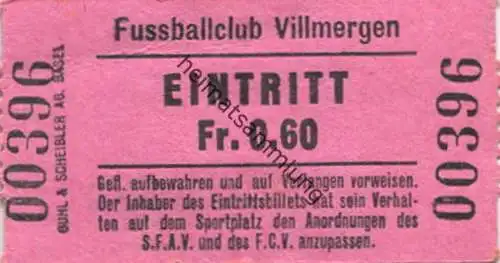 Fussballclub Villmergen
EINTRITT
Fr. 0,60
Gefl. aufbewahren und auf Verlangen vorweisen.
Der Inhaber des Eintrittsbillets hat sein Verhal-
ten auf dem Sportplatz den Anordnungen des
S.F.A.V. und des F.C.V. anzupassen.
00396
GUHL & SCHEIBLER AG. BASEL
00396
heimatsammlung